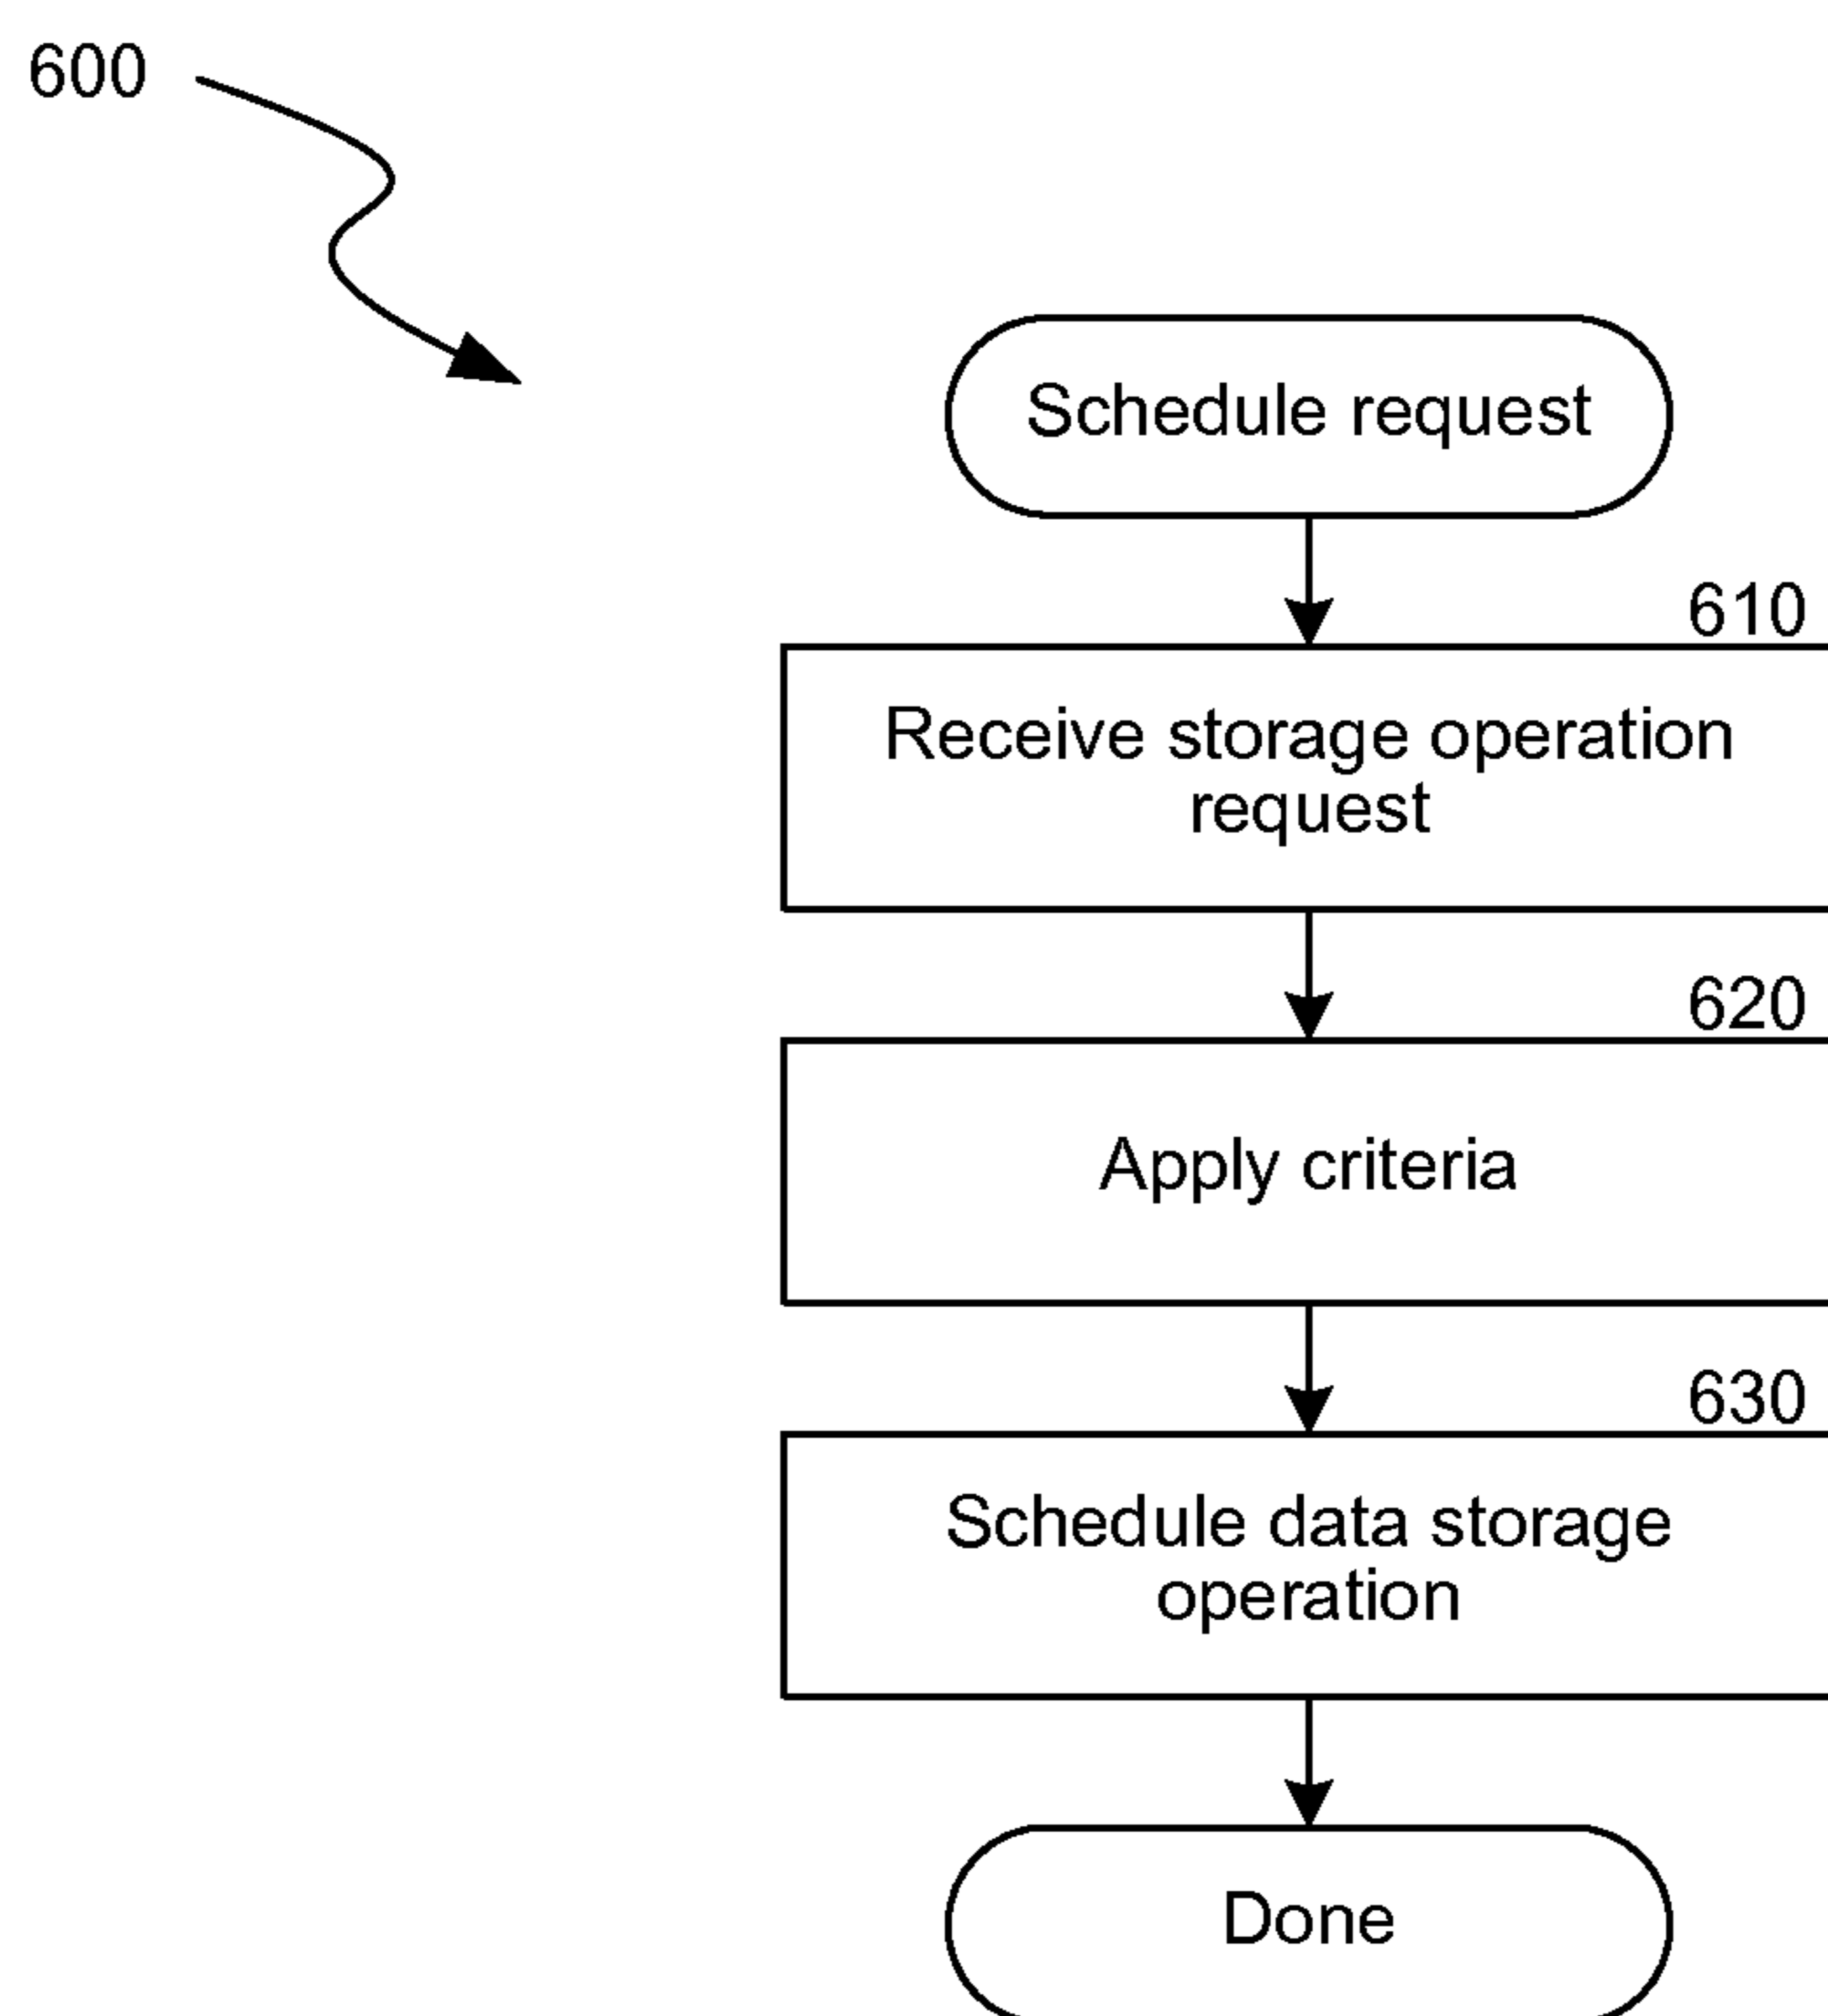 600
Schedule request
610
Receive storage operation
request
620
Apply criteria
630
Schedule data storage
operation
Done